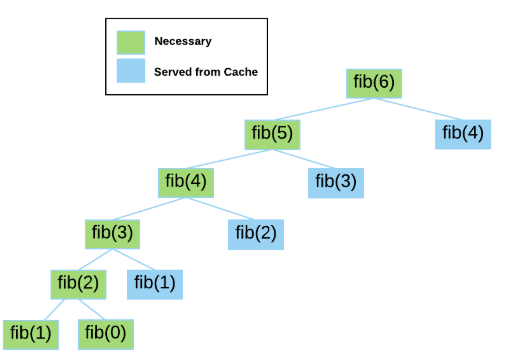 Necessary
Served from Cache
fib(6)
fib(5)
fib(4)
fib(4)
fib(3)
fib(3)
fib(2)
fib(2)
fib(1)
fib(1)
fib(0)